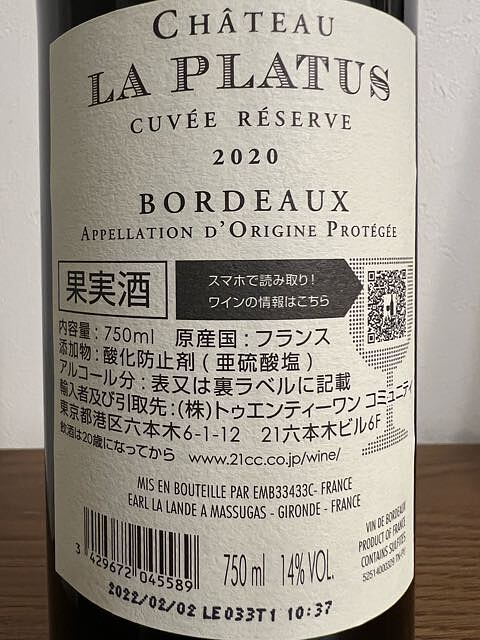 CHÂTEAU
LA PLATUS
CUVÉE RÉSERVE
2020
BORDEAUX
APPELLATION D'ORIGINE PROTÉGÉE
果実酒
スマホで読み取り!
ワインの情報はこちら
内容量:750ml 原産国:フランス
添加物:酸化防止剤(亜硫酸塩)
アルコール分:表又は裏ラベルに記載
輸入者及び引取先:(株)トゥエンティーワン コミュニティ
東京都港区六本木6-1-12 21六本木ビル6F
飲酒は20歳になってから www.21cc.co.jp/wine/
MIS EN BOUTEILLE PAR EMB33433C- FRANCE
EARL LA LANDE A MASSUGAS - GIRONDE - FRANCE
3 429672 045589
750 ml 14% VOL.
VIN DE BORDEAUX
PRODUCT OF FRANCE
CONTAINS SULFITES
2022/02/02 LE033T1 10:37